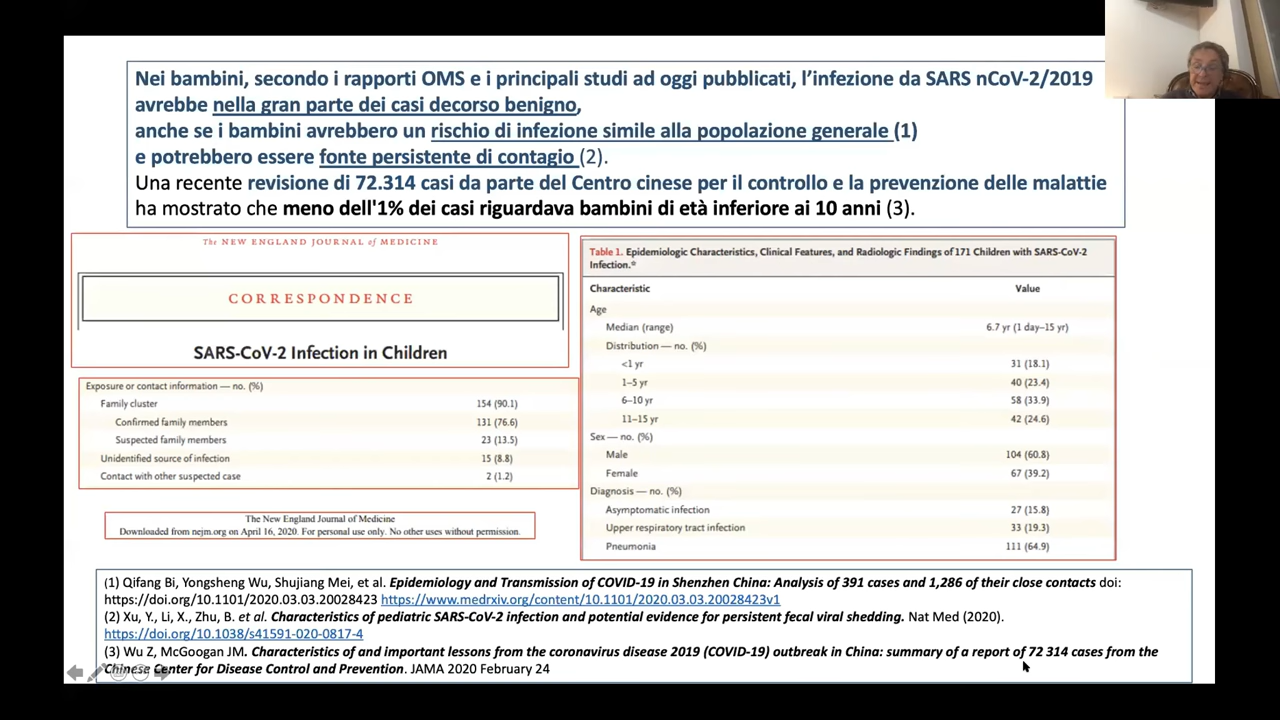 Nei bambini, secondo i rapporti OMS e i principali studi ad oggi pubblicati, l’infezione da SARS nCoV-2/2019
avrebbe nella gran parte dei casi decorso benigno,
anche se i bambini avrebbero un rischio di infezione simile alla popolazione generale (1)
e potrebbero essere fonte persistente di contagio (2).
Una recente revisione di 72.314 casi da parte del Centro cinese per il controllo e la prevenzione delle malattie
ha mostrato che meno dell'1% dei casi riguardava bambini di età inferiore ai 10 anni (3).
The NEW ENGLAND JOURNAL of MEDICINE
CORRESPONDENCE
SARS-CoV-2 Infection in Children
Exposure or contact information — no. (%)
Family cluster 154 (90.1)
Confirmed family members 131 (76.6)
Suspected family members 23 (13.5)
Unidentified source of infection 15 (8.8)
Contact with other suspected case 2 (1.2)
The New England Journal of Medicine
Downloaded from nejm.org on April 16, 2020. For personal use only. No other uses without permission.
Table 1. Epidemiologic Characteristics, Clinical Features, and Radiologic Findings of 171 Children with SARS-CoV-2
Infection.*
Characteristic Value
Age
Median (range) 6.7 yr (1 day–15 yr)
Distribution — no. (%)
<1 yr 31 (18.1)
1–5 yr 40 (23.4)
6–10 yr 58 (33.9)
11–15 yr 42 (24.6)
Sex — no. (%)
Male 104 (60.8)
Female 67 (39.2)
Diagnosis — no. (%)
Asymptomatic infection 27 (15.8)
Upper respiratory tract infection 33 (19.3)
Pneumonia 111 (64.9)
(1) Qifang Bi, Yongsheng Wu, Shujiang Mei, et al. Epidemiology and Transmission of COVID-19 in Shenzhen China: Analysis of 391 cases and 1,286 of their close contacts doi:
https://doi.org/10.1101/2020.03.03.20028423 https://www.medrxiv.org/content/10.1101/2020.03.03.20028423v1
(2) Xu, Y., Li, X., Zhu, B. et al. Characteristics of pediatric SARS-CoV-2 infection and potential evidence for persistent fecal viral shedding. Nat Med (2020).
https://doi.org/10.1038/s41591-020-0817-4
(3) Wu Z, McGoogan JM. Characteristics of and important lessons from the coronavirus disease 2019 (COVID-19) outbreak in China: summary of a report of 72 314 cases from the
Chinese Center for Disease Control and Prevention. JAMA 2020 February 24